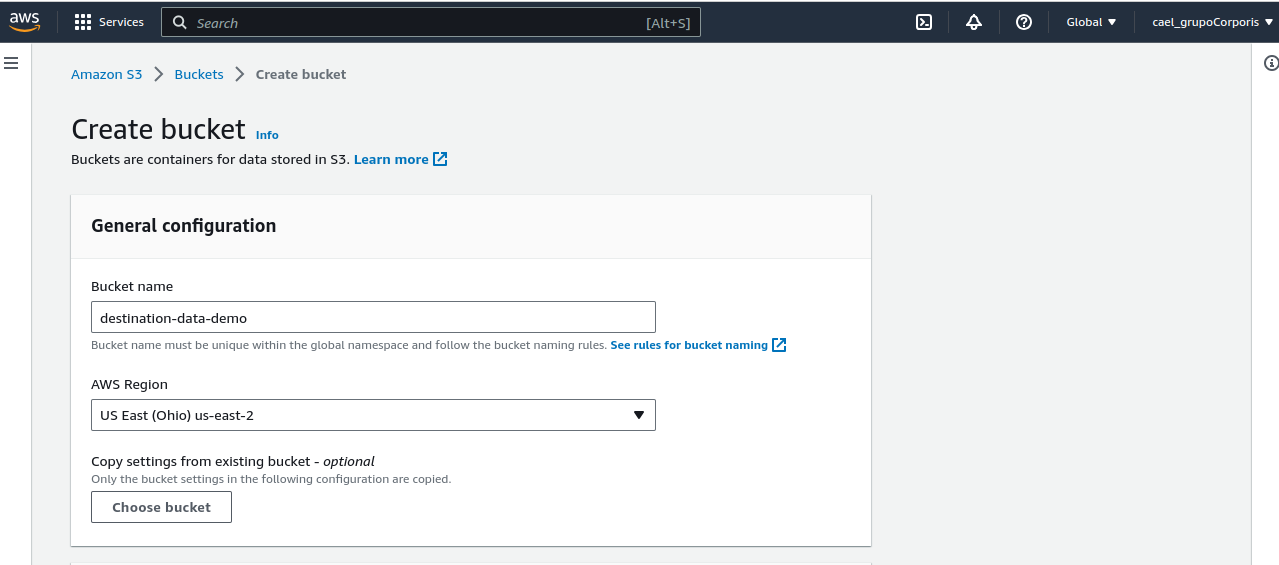 aws Services Search [Alt+S] Global cael_grupoCorporis
Amazon S3 Buckets Create bucket
Create bucket Info
Buckets are containers for data stored in S3. Learn more
General configuration
Bucket name
destination-data-demo
Bucket name must be unique within the global namespace and follow the bucket naming rules. See rules for bucket naming
AWS Region
US East (Ohio) us-east-2
Copy settings from existing bucket - optional
Only the bucket settings in the following configuration are copied.
Choose bucket